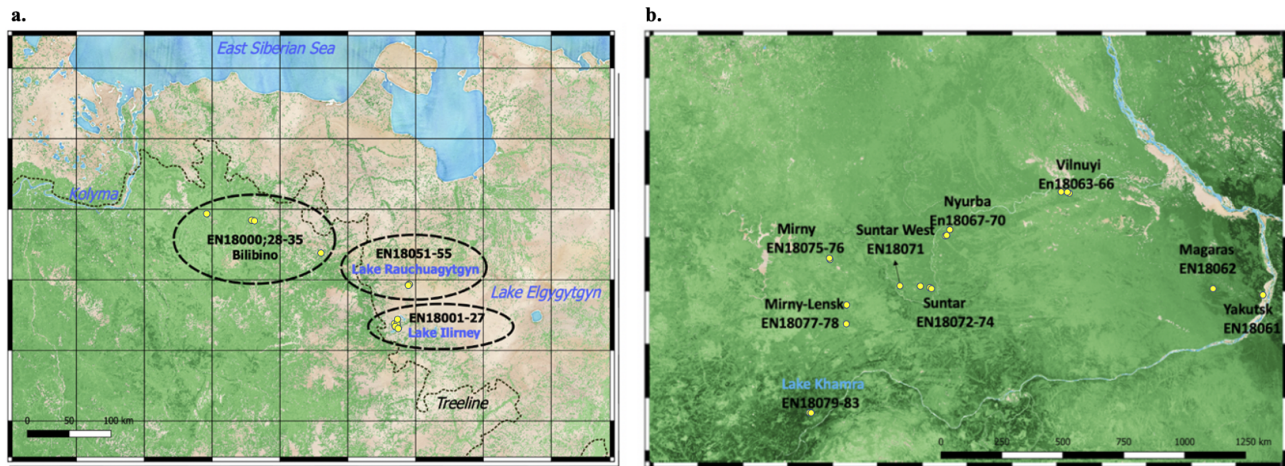 a.
East Siberian Sea
Kolyma
EN18000;28-35
Bilibino
EN18051-55
Lake Rauchuagytgyn
Lake Elgygytgyn
EN18001-27
Lake Ilirney
Treeline
0 50 100 km
b.
Vilnuyi
En18063-66
Nyurba
En18067-70
Suntar West
EN18071
Mirny
EN18075-76
Magaras
EN18062
Mirny-Lensk
EN18077-78
Suntar
EN18072-74
Yakutsk
EN18061
Lake Khamra
EN18079-83
0 250 500 750 1000 1250 km